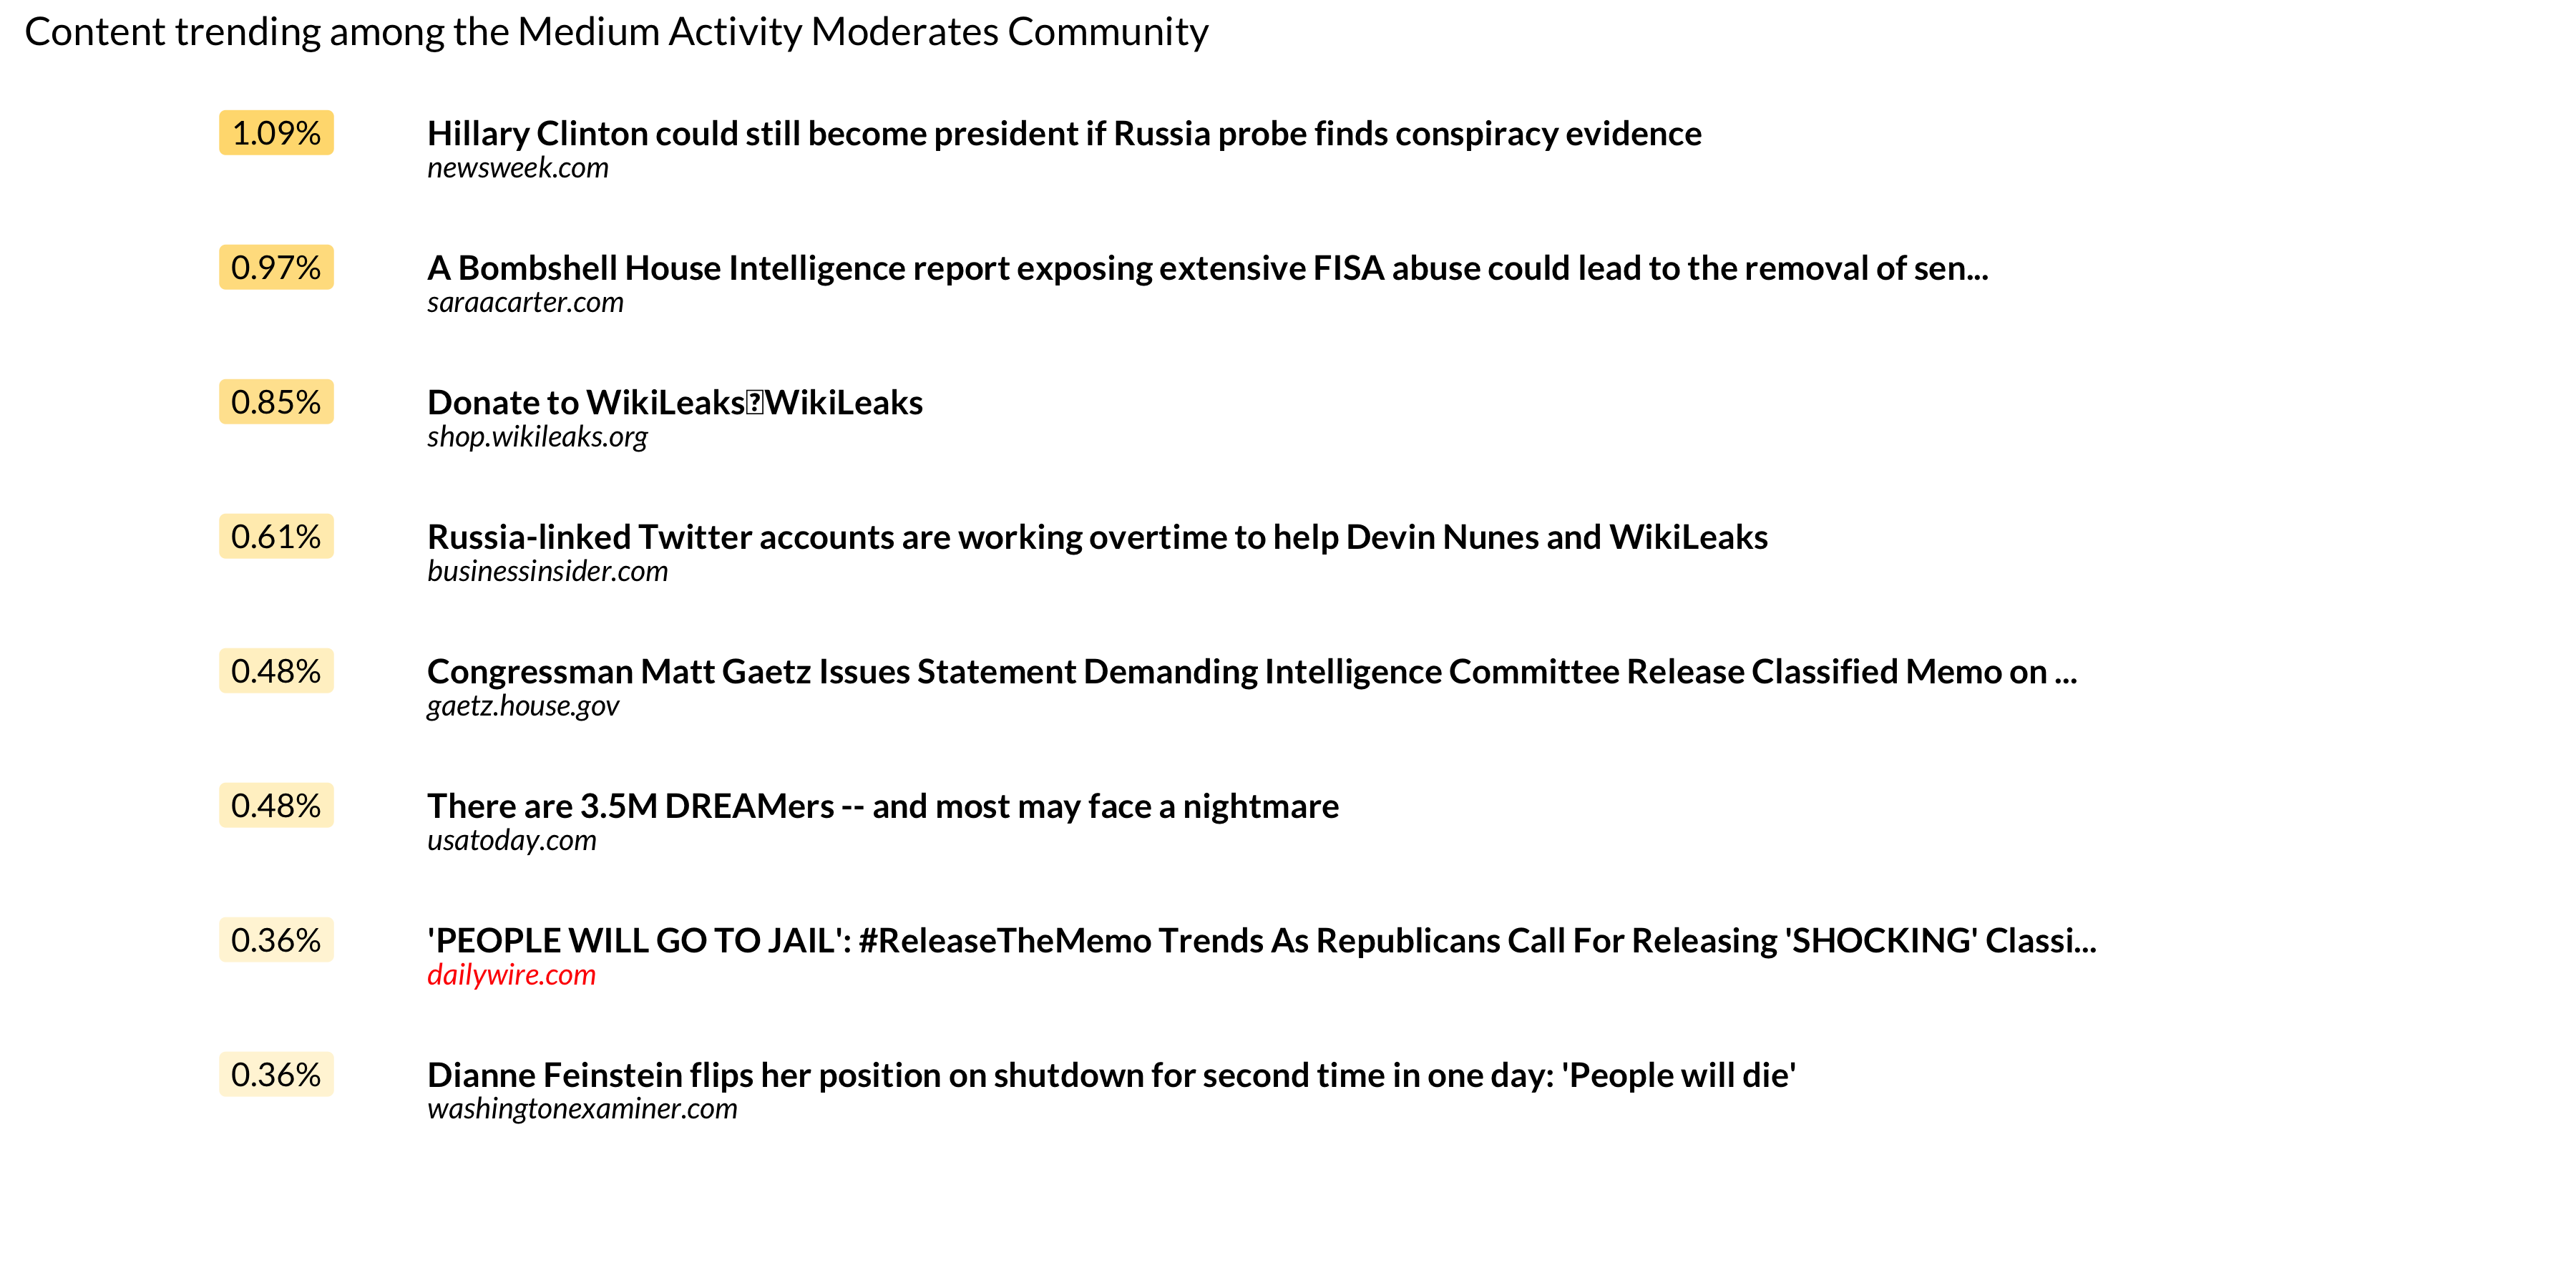 Content trending among the Medium Activity Moderates Community
1.09% Hillary Clinton could still become president if Russia probe finds conspiracy evidence
newsweek.com
0.97% A Bombshell House Intelligence report exposing extensive FISA abuse could lead to the removal of sen...
saraacarter.com
0.85% Donate to WikiLeaks⍰WikiLeaks
shop.wikileaks.org
0.61% Russia-linked Twitter accounts are working overtime to help Devin Nunes and WikiLeaks
businessinsider.com
0.48% Congressman Matt Gaetz Issues Statement Demanding Intelligence Committee Release Classified Memo on ...
gaetz.house.gov
0.48% There are 3.5M DREAMers -- and most may face a nightmare
usatoday.com
0.36% 'PEOPLE WILL GO TO JAIL': #ReleaseTheMemo Trends As Republicans Call For Releasing 'SHOCKING' Classi...
dailywire.com
0.36% Dianne Feinstein flips her position on shutdown for second time in one day: 'People will die'
washingtonexaminer.com